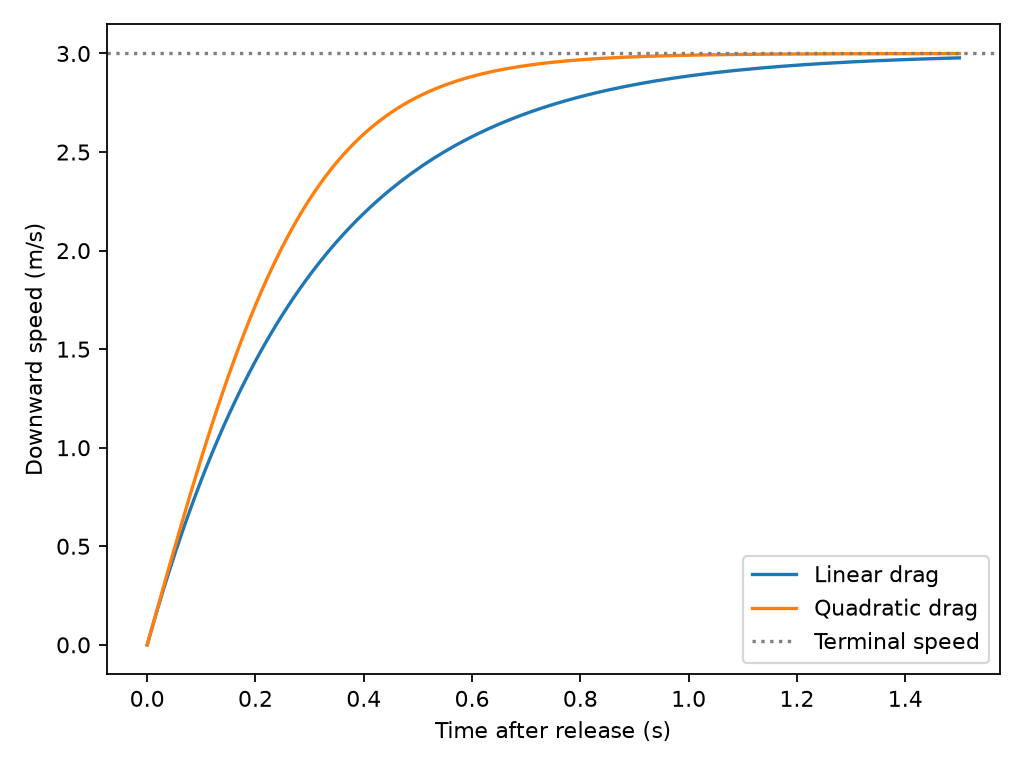 3.0
2.5
2.0
1.5
1.0
0.5
0.0
Downward speed (m/s)
Linear drag
Quadratic drag
Terminal speed
0.0 0.2 0.4 0.6 0.8 1.0 1.2 1.4
Time after release (s)